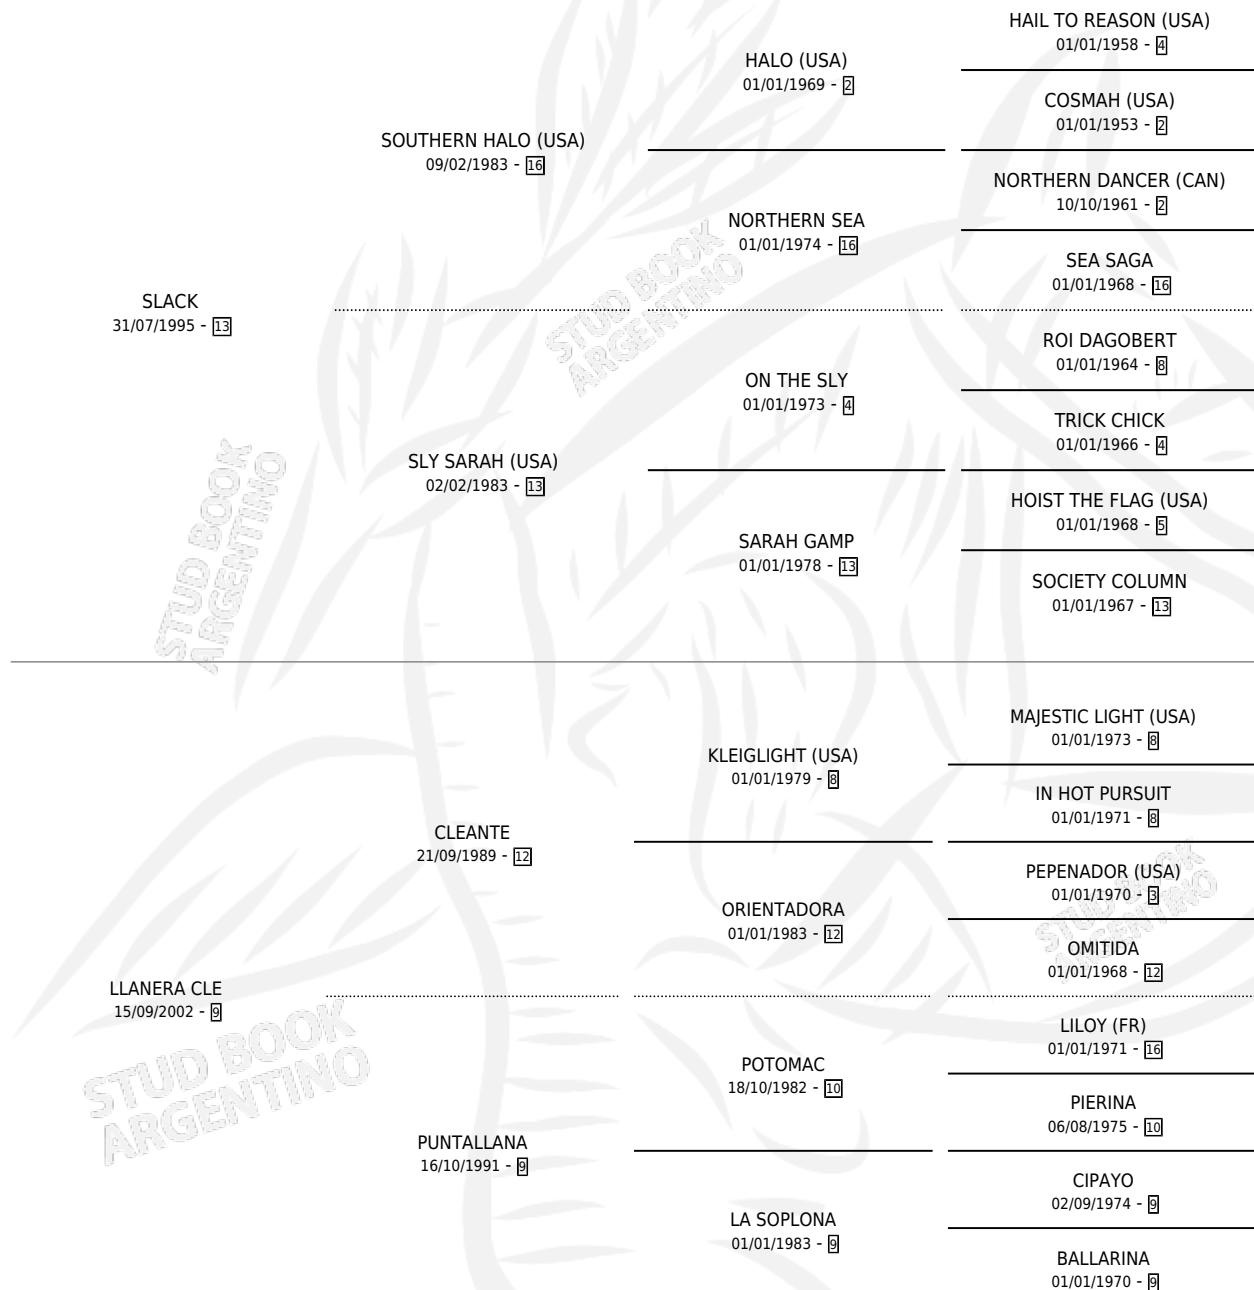 HAIL TO REASON (USA)
01/01/1958 - 4
HALO (USA)
01/01/1969 - 2
COSMAH (USA)
01/01/1953 - 2
SOUTHERN HALO (USA)
09/02/1983 - 16
NORTHERN DANCER (CAN)
10/10/1961 - 2
NORTHERN SEA
01/01/1974 - 16
SEA SAGA
01/01/1968 - 16
SLACK
31/07/1995 - 13
STUD BOOK
ARGENTINO
ROI DAGOBERT
01/01/1964 - 8
ON THE SLY
01/01/1973 - 4
TRICK CHICK
01/01/1966 - 4
SLY SARAH (USA)
02/02/1983 - 13
HOIST THE FLAG (USA)
01/01/1968 - 5
SARAH GAMP
01/01/1978 - 13
SOCIETY COLUMN
01/01/1967 - 13
STUD BOOK
ARGENTINO
MAJESTIC LIGHT (USA)
01/01/1973 - 8
KLEIGLIGHT (USA)
01/01/1979 - 8
IN HOT PURSUIT
01/01/1971 - 8
CLEANTE
21/09/1989 - 12
PEPENADOR (USA)
01/01/1970 - 3
ORIENTADORA
01/01/1983 - 12
OMITIDA
01/01/1968 - 12
STUD BOOK
ARGENTINO
LLANERA CLE
15/09/2002 - 9
LILOY (FR)
01/01/1971 - 16
POTOMAC
18/10/1982 - 10
PIERINA
06/08/1975 - 10
STUD BOOK
ARGENTINO
PUNTALLANA
16/10/1991 - 9
CIPAYO
02/09/1974 - 9
LA SOPLONA
01/01/1983 - 9
BALLARINA
01/01/1970 - 9